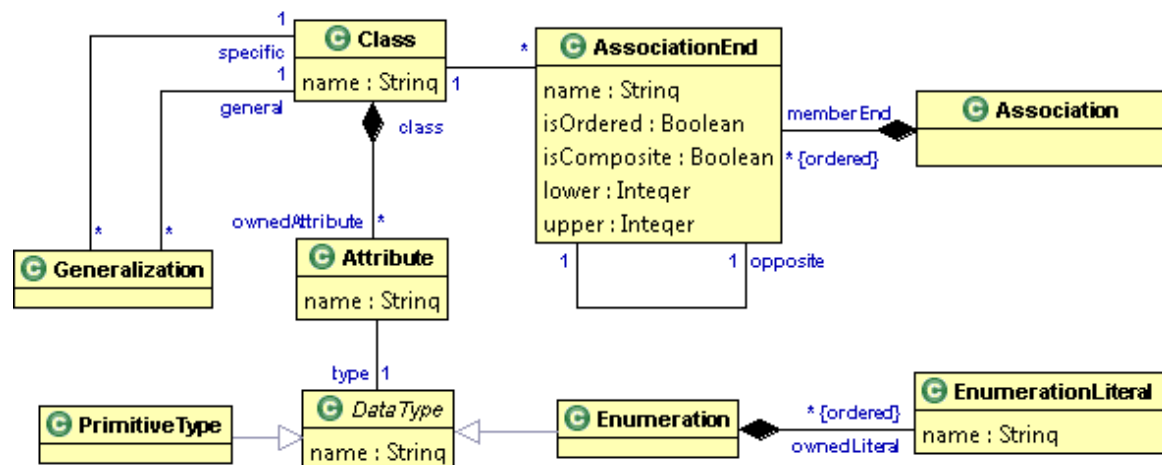 1
C Class
specific
name : String
1
general
1
class
*
C AssociationEnd
name : String
isOrdered : Boolean
isComposite : Boolean
lower : Integer
upper : Integer
memberEnd
* {ordered}
C Association
ownedAttribute *
* *
C Generalization
C Attribute
name : String
1 1 opposite
type 1
C DataType
name : String
C PrimitiveType
C Enumeration
* {ordered}
ownedLiteral
C EnumerationLiteral
name : String